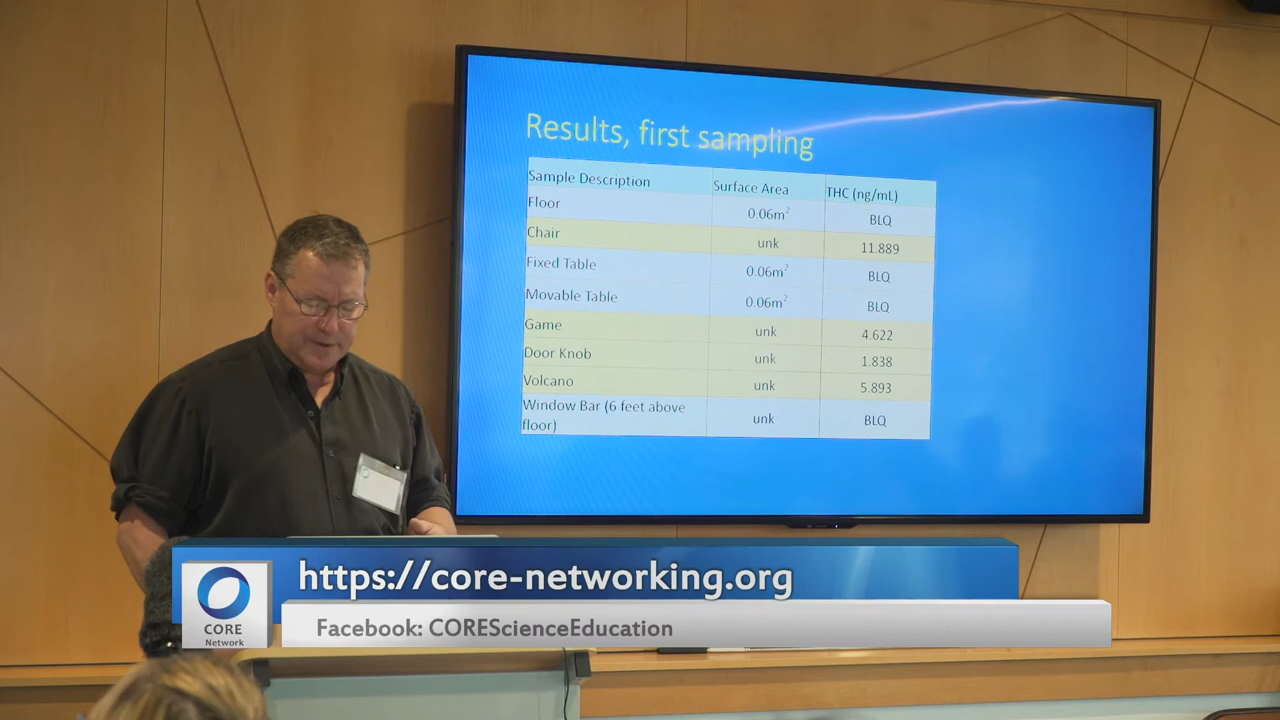 Results, first sampling
Sample Description Surface Area THC (ng/mL)
Floor 0.06m² BLQ
Chair unk 11.889
Fixed Table 0.06m² BLQ
Movable Table 0.06m² BLQ
Game unk 4.622
Door Knob unk 1.838
Volcano unk 5.893
Window Bar (6 feet above
floor) unk BLQ
https://core-networking.org
CORE
Network
Facebook: COREScienceEducation